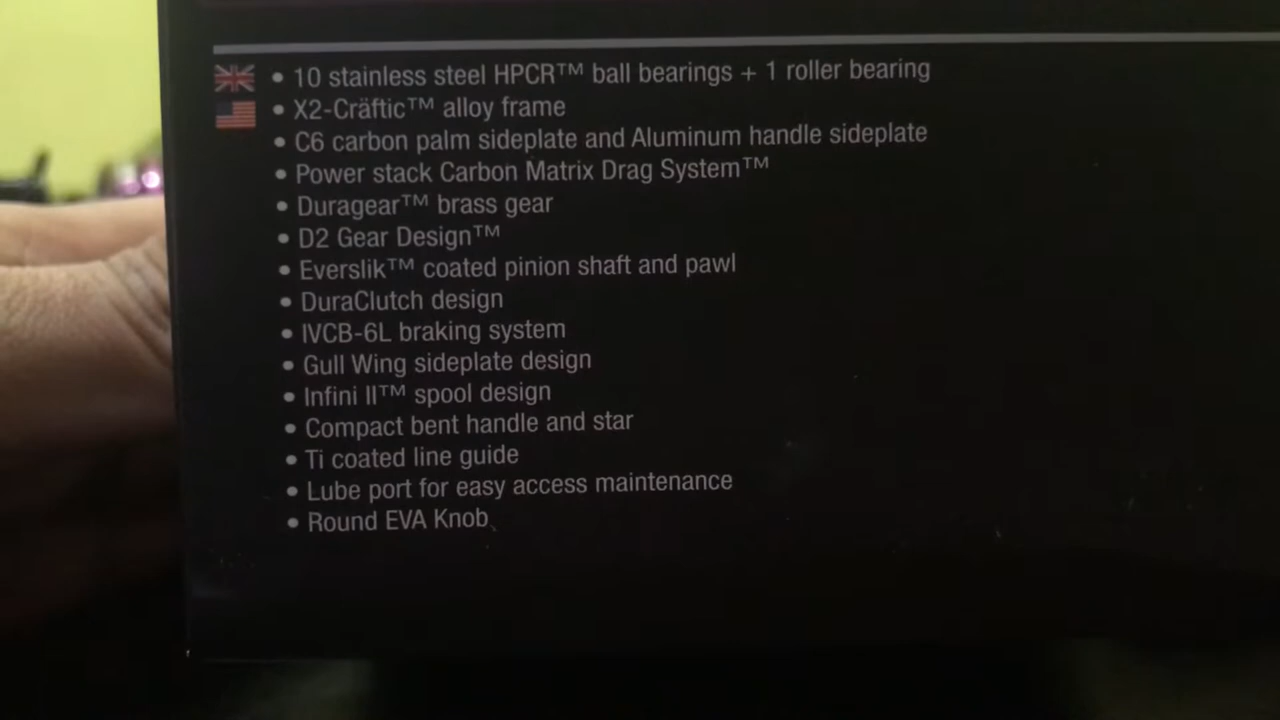 • 10 stainless steel HPCR™ ball bearings + 1 roller bearing
• X2-Cräftic™ alloy frame
• C6 carbon palm sideplate and Aluminum handle sideplate
• Power stack Carbon Matrix Drag System™
• Duragear™ brass gear
• D2 Gear Design™
• Everslik™ coated pinion shaft and pawl
• DuraClutch design
• IVCB-6L braking system
• Gull Wing sideplate design
• Infini II™ spool design
• Compact bent handle and star
• Ti coated line guide
• Lube port for easy access maintenance
• Round EVA Knob